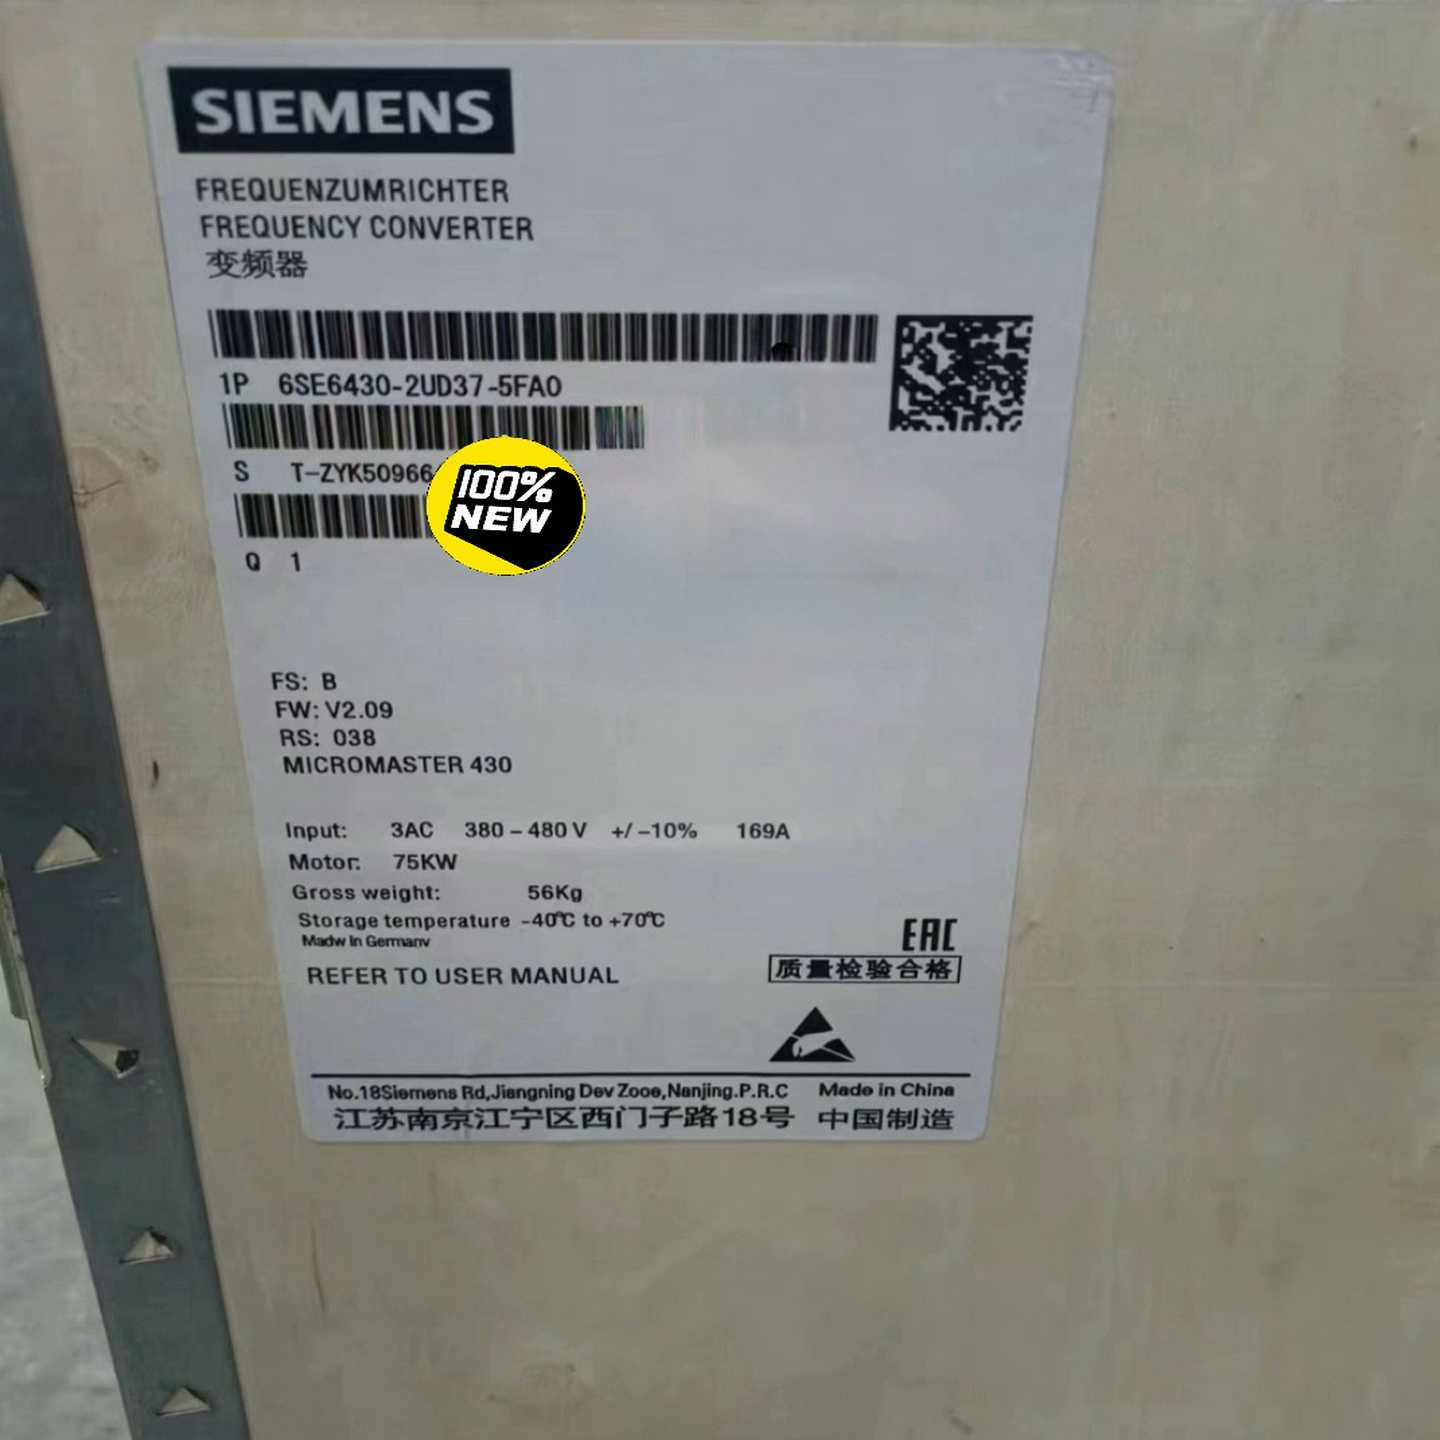 SIEMENS
FREQUENZUMRICHTER
FREQUENCY CONVERTER
变频器
1P 6SE6430-2UD37-5FA0
S T-ZYK50966
100%
NEW
Q 1
FS: B
FW: V2.09
RS: 038
MICROMASTER 430
Input: 3AC 380 - 480 V +/ -10% 169A
Motor: 75KW
Gross weight: 56Kg
Storage temperature -40℃ to +70℃
Madw In Germanv
EAC
REFER TO USER MANUAL
质量检验合格
No.18Siemens Rd,Jiangning Dev Zooe,Nanjing.P.R.C Made in China
江苏南京江宁区西门子路18号 中国制造